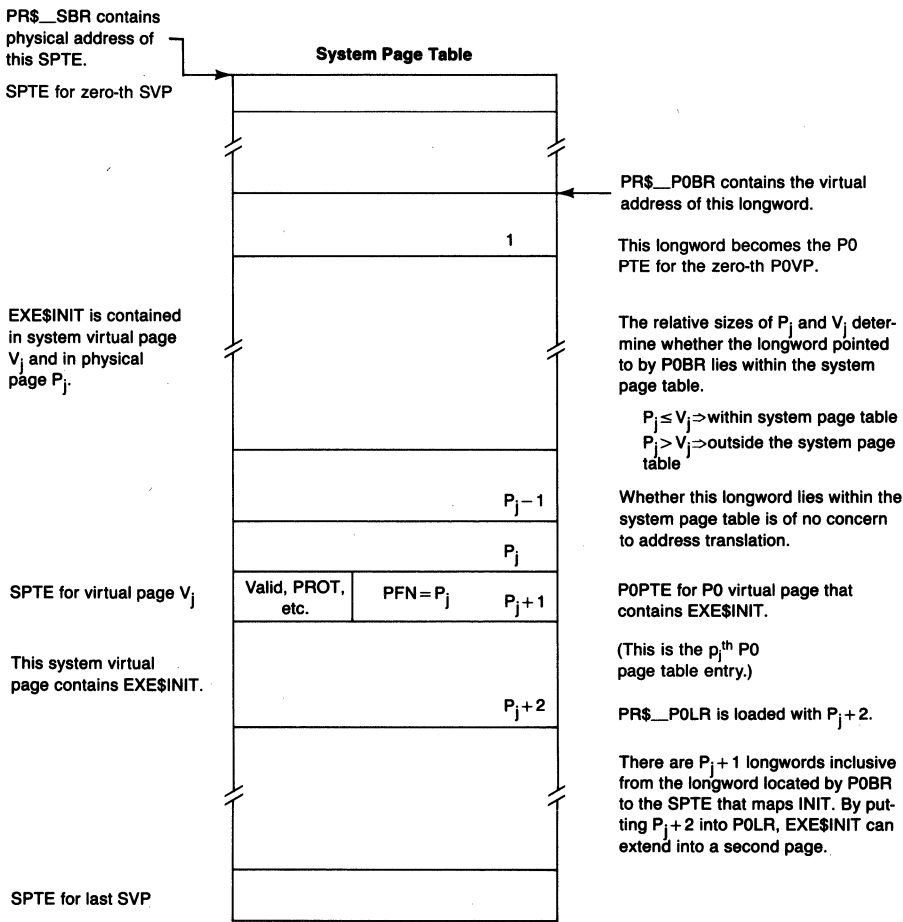 PR$__SBR contains
physical address of
this SPTE.
System Page Table
SPTE for zero-th SVP
PR$__P0BR contains the virtual
address of this longword.
1
This longword becomes the P0
PTE for the zero-th P0VP.
EXE$INIT is contained
in system virtual page
Vj and in physical
page Pj.
The relative sizes of Pj and Vj deter-
mine whether the longword pointed
to by P0BR lies within the system
page table.
Pj ≤ Vj ⇒ within system page table
Pj > Vj ⇒ outside the system page
table
Pj−1
Whether this longword lies within the
system page table is of no concern
to address translation.
Pj
SPTE for virtual page Vj
Valid, PROT,
etc.
PFN = Pj
Pj+1
P0PTE for P0 virtual page that
contains EXE$INIT.
This system virtual
page contains EXE$INIT.
(This is the pjth P0
page table entry.)
Pj+2
PR$__P0LR is loaded with Pj+2.
There are Pj+1 longwords inclusive
from the longword located by P0BR
to the SPTE that maps INIT. By put-
ting Pj+2 into P0LR, EXE$INIT can
extend into a second page.
SPTE for last SVP